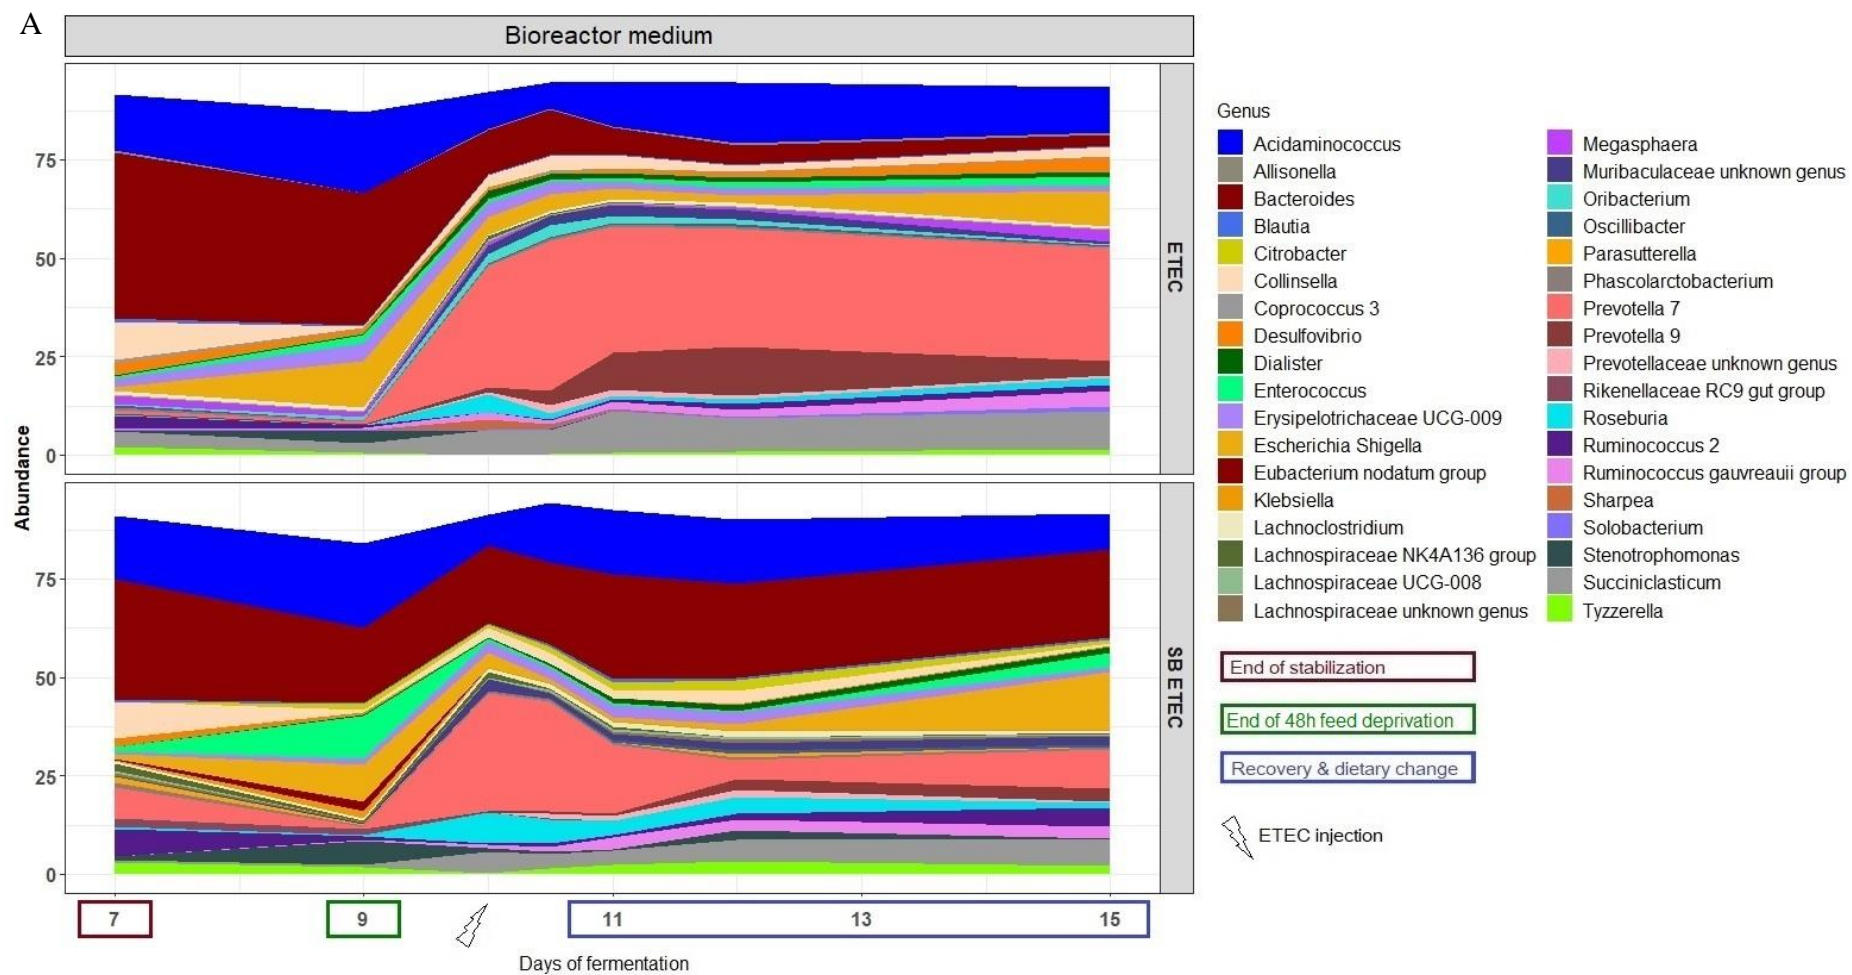 A
Bioreactor medium
75
50
25
0
ETEC
75
50
25
0
SB ETEC
Abundance
7
9
11
13
15
Days of fermentation
Genus
Acidaminococcus
Allisonella
Bacteroides
Blautia
Citrobacter
Collinsella
Coprococcus 3
Desulfovibrio
Dialister
Enterococcus
Erysipelotrichaceae UCG-009
Escherichia Shigella
Eubacterium nodatum group
Klebsiella
Lachnoclostridium
Lachnospiraceae NK4A136 group
Lachnospiraceae UCG-008
Lachnospiraceae unknown genus
Megasphaera
Muribaculaceae unknown genus
Oribacterium
Oscillibacter
Parasutterella
Phascolarctobacterium
Prevotella 7
Prevotella 9
Prevotellaceae unknown genus
Rikenellaceae RC9 gut group
Roseburia
Ruminococcus 2
Ruminococcus gauvreauii group
Sharpea
Solobacterium
Stenotrophomonas
Succiniclasticum
Tyzzerella
End of stabilization
End of 48h feed deprivation
Recovery & dietary change
ETEC injection